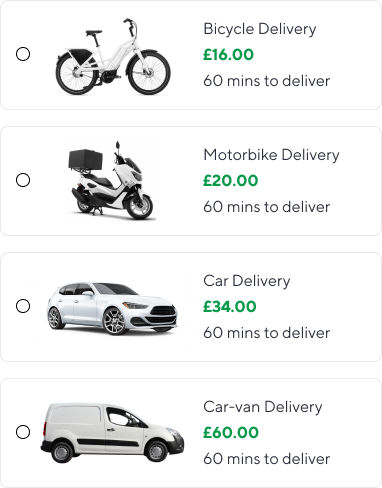 Bicycle Delivery
£16.00
60 mins to deliver
Motorbike Delivery
£20.00
60 mins to deliver
Car Delivery
£34.00
60 mins to deliver
Car-van Delivery
£60.00
60 mins to deliver